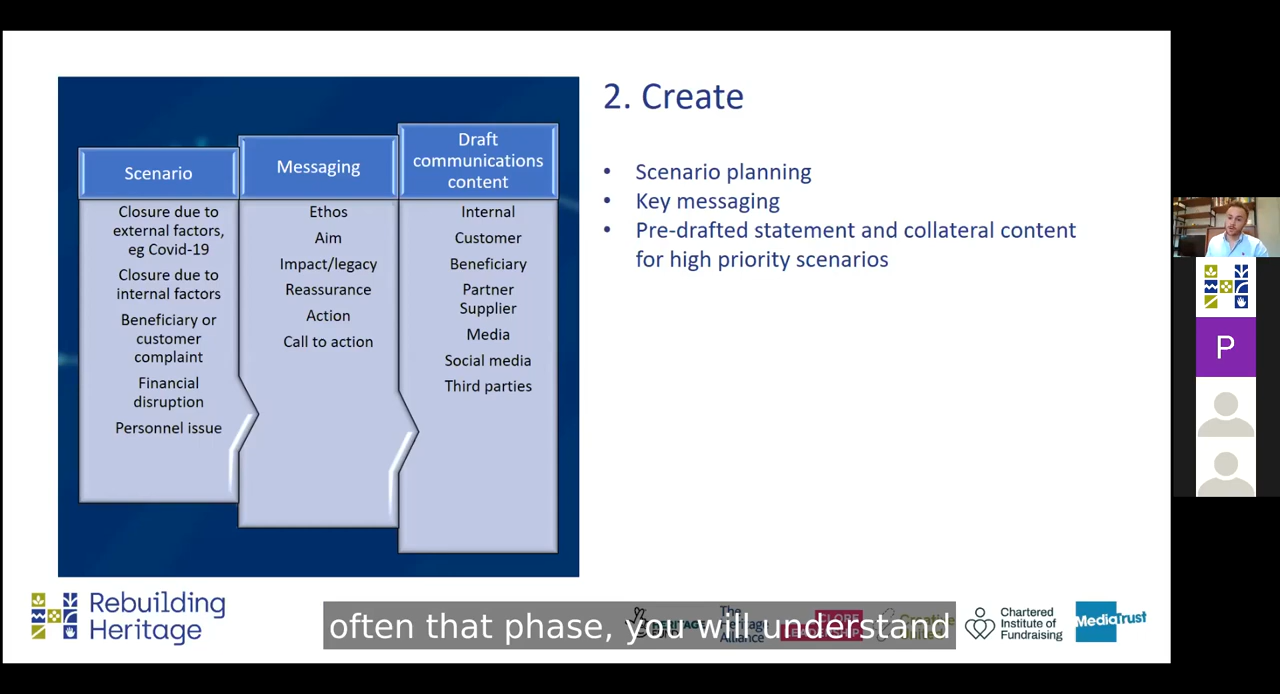 2. Create
Scenario
Closure due to
external factors,
eg Covid-19
Closure due to
internal factors
Beneficiary or
customer
complaint
Financial
disruption
Personnel issue
Messaging
Ethos
Aim
Impact/legacy
Reassurance
Action
Call to action
Draft
communications
content
Internal
Customer
Beneficiary
Partner
Supplier
Media
Social media
Third parties
• Scenario planning
• Key messaging
• Pre-drafted statement and collateral content
for high priority scenarios
P
Rebuilding
Heritage
often that phase, you will understand
The
Heritage
Alliance
Chartered
Institute of
Fundraising
MediaTrust